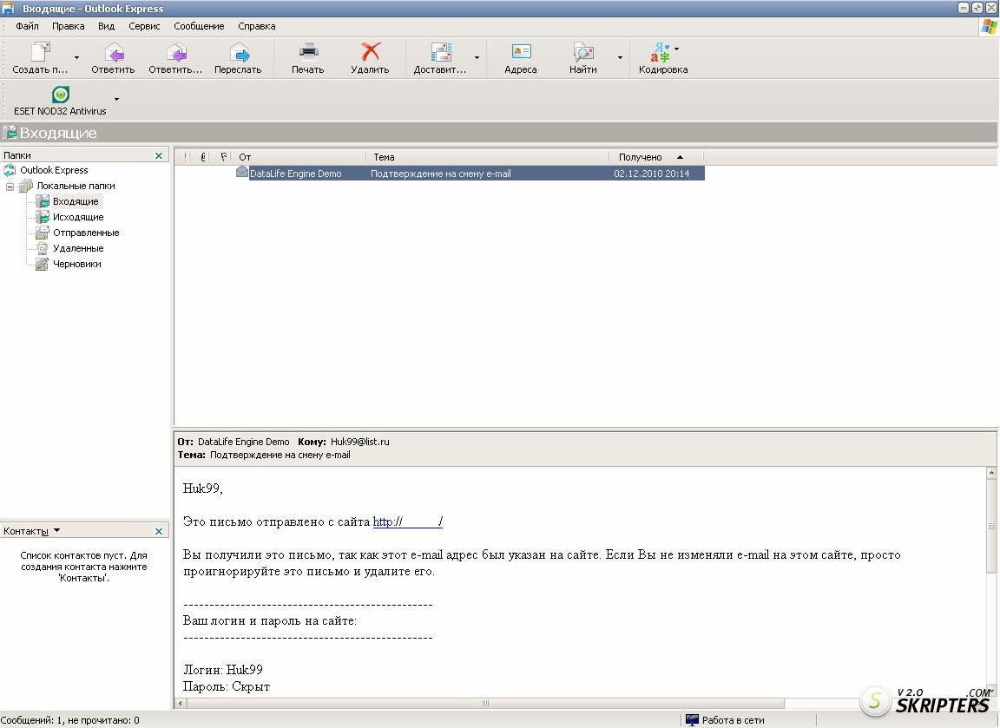 Входящие - Outlook Express
Файл Правка Вид Сервис Сообщение Справка
Создать п... Ответить Ответить... Переслать Печать Удалить Доставит... Адреса Найти Кодировка
ESET NOD32 Antivirus
Входящие
Папки
Outlook Express
Локальные папки
Входящие
Исходящие
Отправленные
Удаленные
Черновики
! От Тема Получено
DataLife Engine Demo Подтверждение на смену e-mail 02.12.2010 20:14
От: DataLife Engine Demo Кому: Huk99@list.ru
Тема: Подтверждение на смену e-mail
Huk99,
Это письмо отправлено с сайта http:// /
Вы получили это письмо, так как этот e-mail адрес был указан на сайте. Если Вы не изменяли e-mail на этом сайте, просто
проигнорируйте это письмо и удалите его.
------------------------------------------------
Ваш логин и пароль на сайте:
------------------------------------------------
Логин: Huk99
Пароль: Скрыт
Контакты
Список контактов пуст. Для
создания контакта нажмите
'Контакты'.
Сообщений: 1, не прочитано: 0
Работа в сети
S V 2.0 .COM
SKRIPTERS